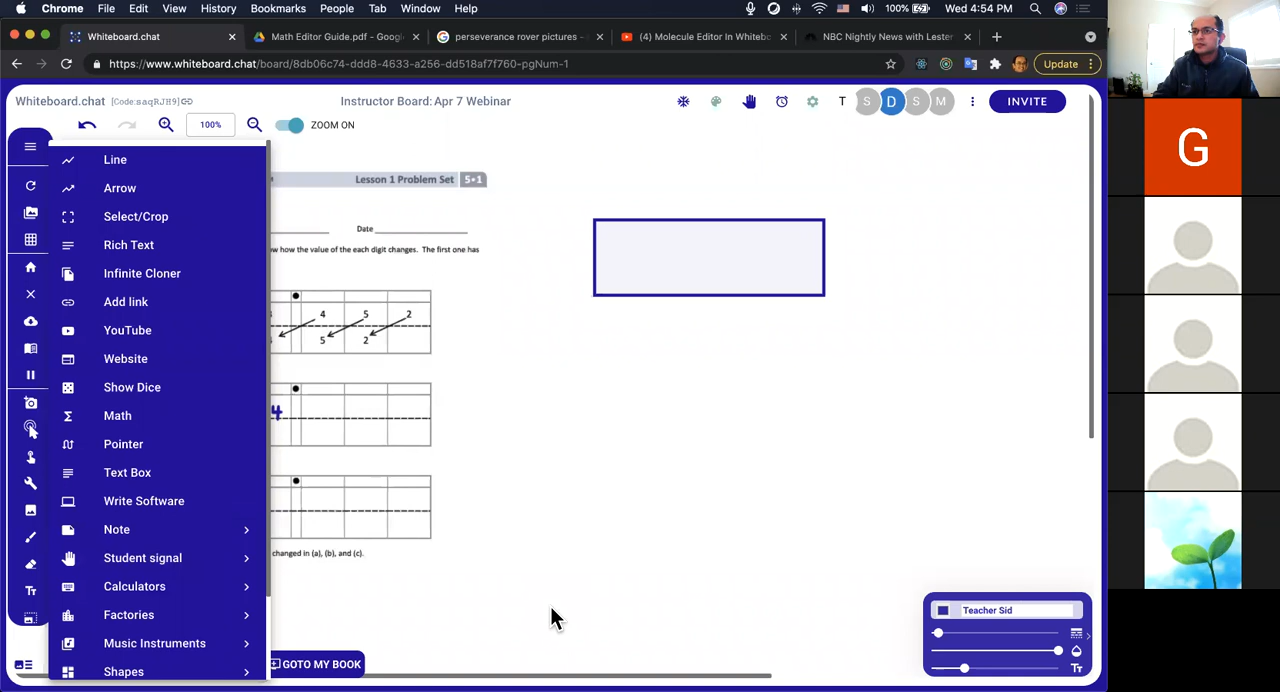 Chrome File Edit View History Bookmarks People Tab Window Help 100% Wed 4:54 PM
Whiteboard.chat Math Editor Guide.pdf - Googl perseverance rover pictures - (4) Molecule Editor In Whiteb NBC Nightly News with Lester
https://www.whiteboard.chat/board/8db06c74-ddd8-4633-a256-dd518af7f760-pgNum-1 Update
Whiteboard.chat [Code:saqRJH9] Instructor Board: Apr 7 Webinar T S D S M INVITE
100% ZOOM ON
Line
Arrow
Select/Crop
Rich Text
Infinite Cloner
Add link
YouTube
Website
Show Dice
Math
Pointer
Text Box
Write Software
Note
Student signal
Calculators
Factories
Music Instruments
Shapes
Lesson 1 Problem Set 5•1
Date
w how the value of the each digit changes. The first one has
4 5 2
5 2
4
changed in (a), (b), and (c).
GOTO MY BOOK
Teacher Sid
Tт
G